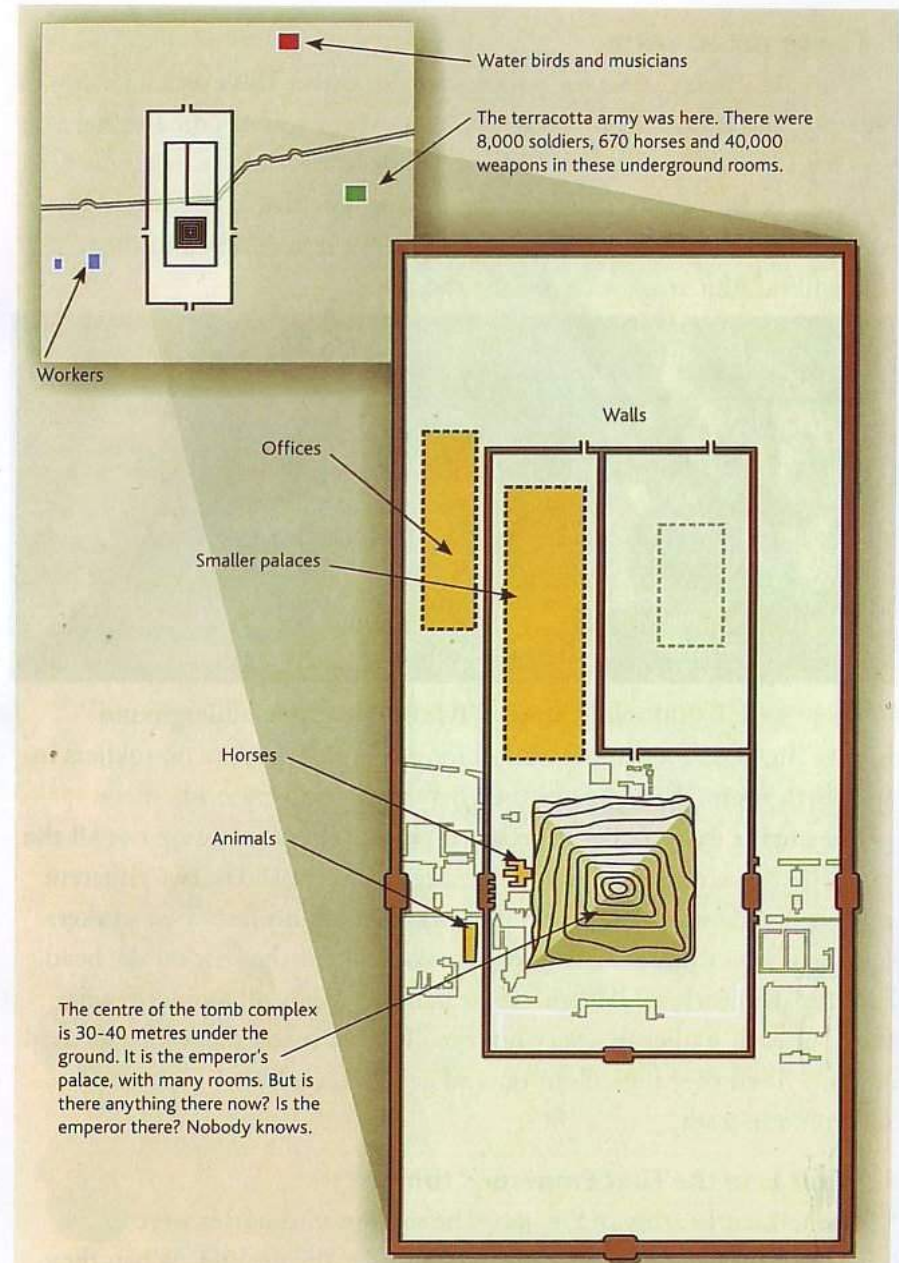 Water birds and musicians
The terracotta army was here. There were
8,000 soldiers, 670 horses and 40,000
weapons in these underground rooms.
Workers
Walls
Offices
Smaller palaces
Horses
Animals
The centre of the tomb complex
is 30-40 metres under the
ground. It is the emperor's
palace, with many rooms. But is
there anything there now? Is the
emperor there? Nobody knows.